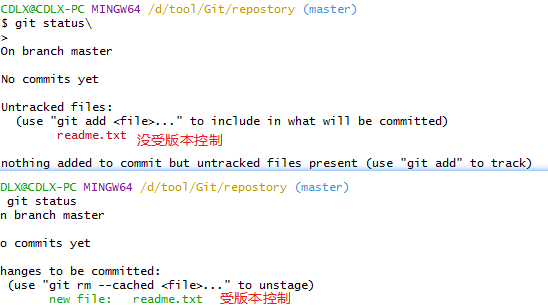 CDLX@CDLX-PC MINGW64 /d/tool/Git/repostory (master)
$ git status\
>
On branch master
No commits yet
Untracked files:
(use "git add <file>..." to include in what will be committed)
readme.txt 没受版本控制
nothing added to commit but untracked files present (use "git add" to track)
DLX@CDLX-PC MINGW64 /d/tool/Git/repostory (master)
git status
n branch master
o commits yet
hanges to be committed:
(use "git rm --cached <file>..." to unstage)
new file: readme.txt 受版本控制